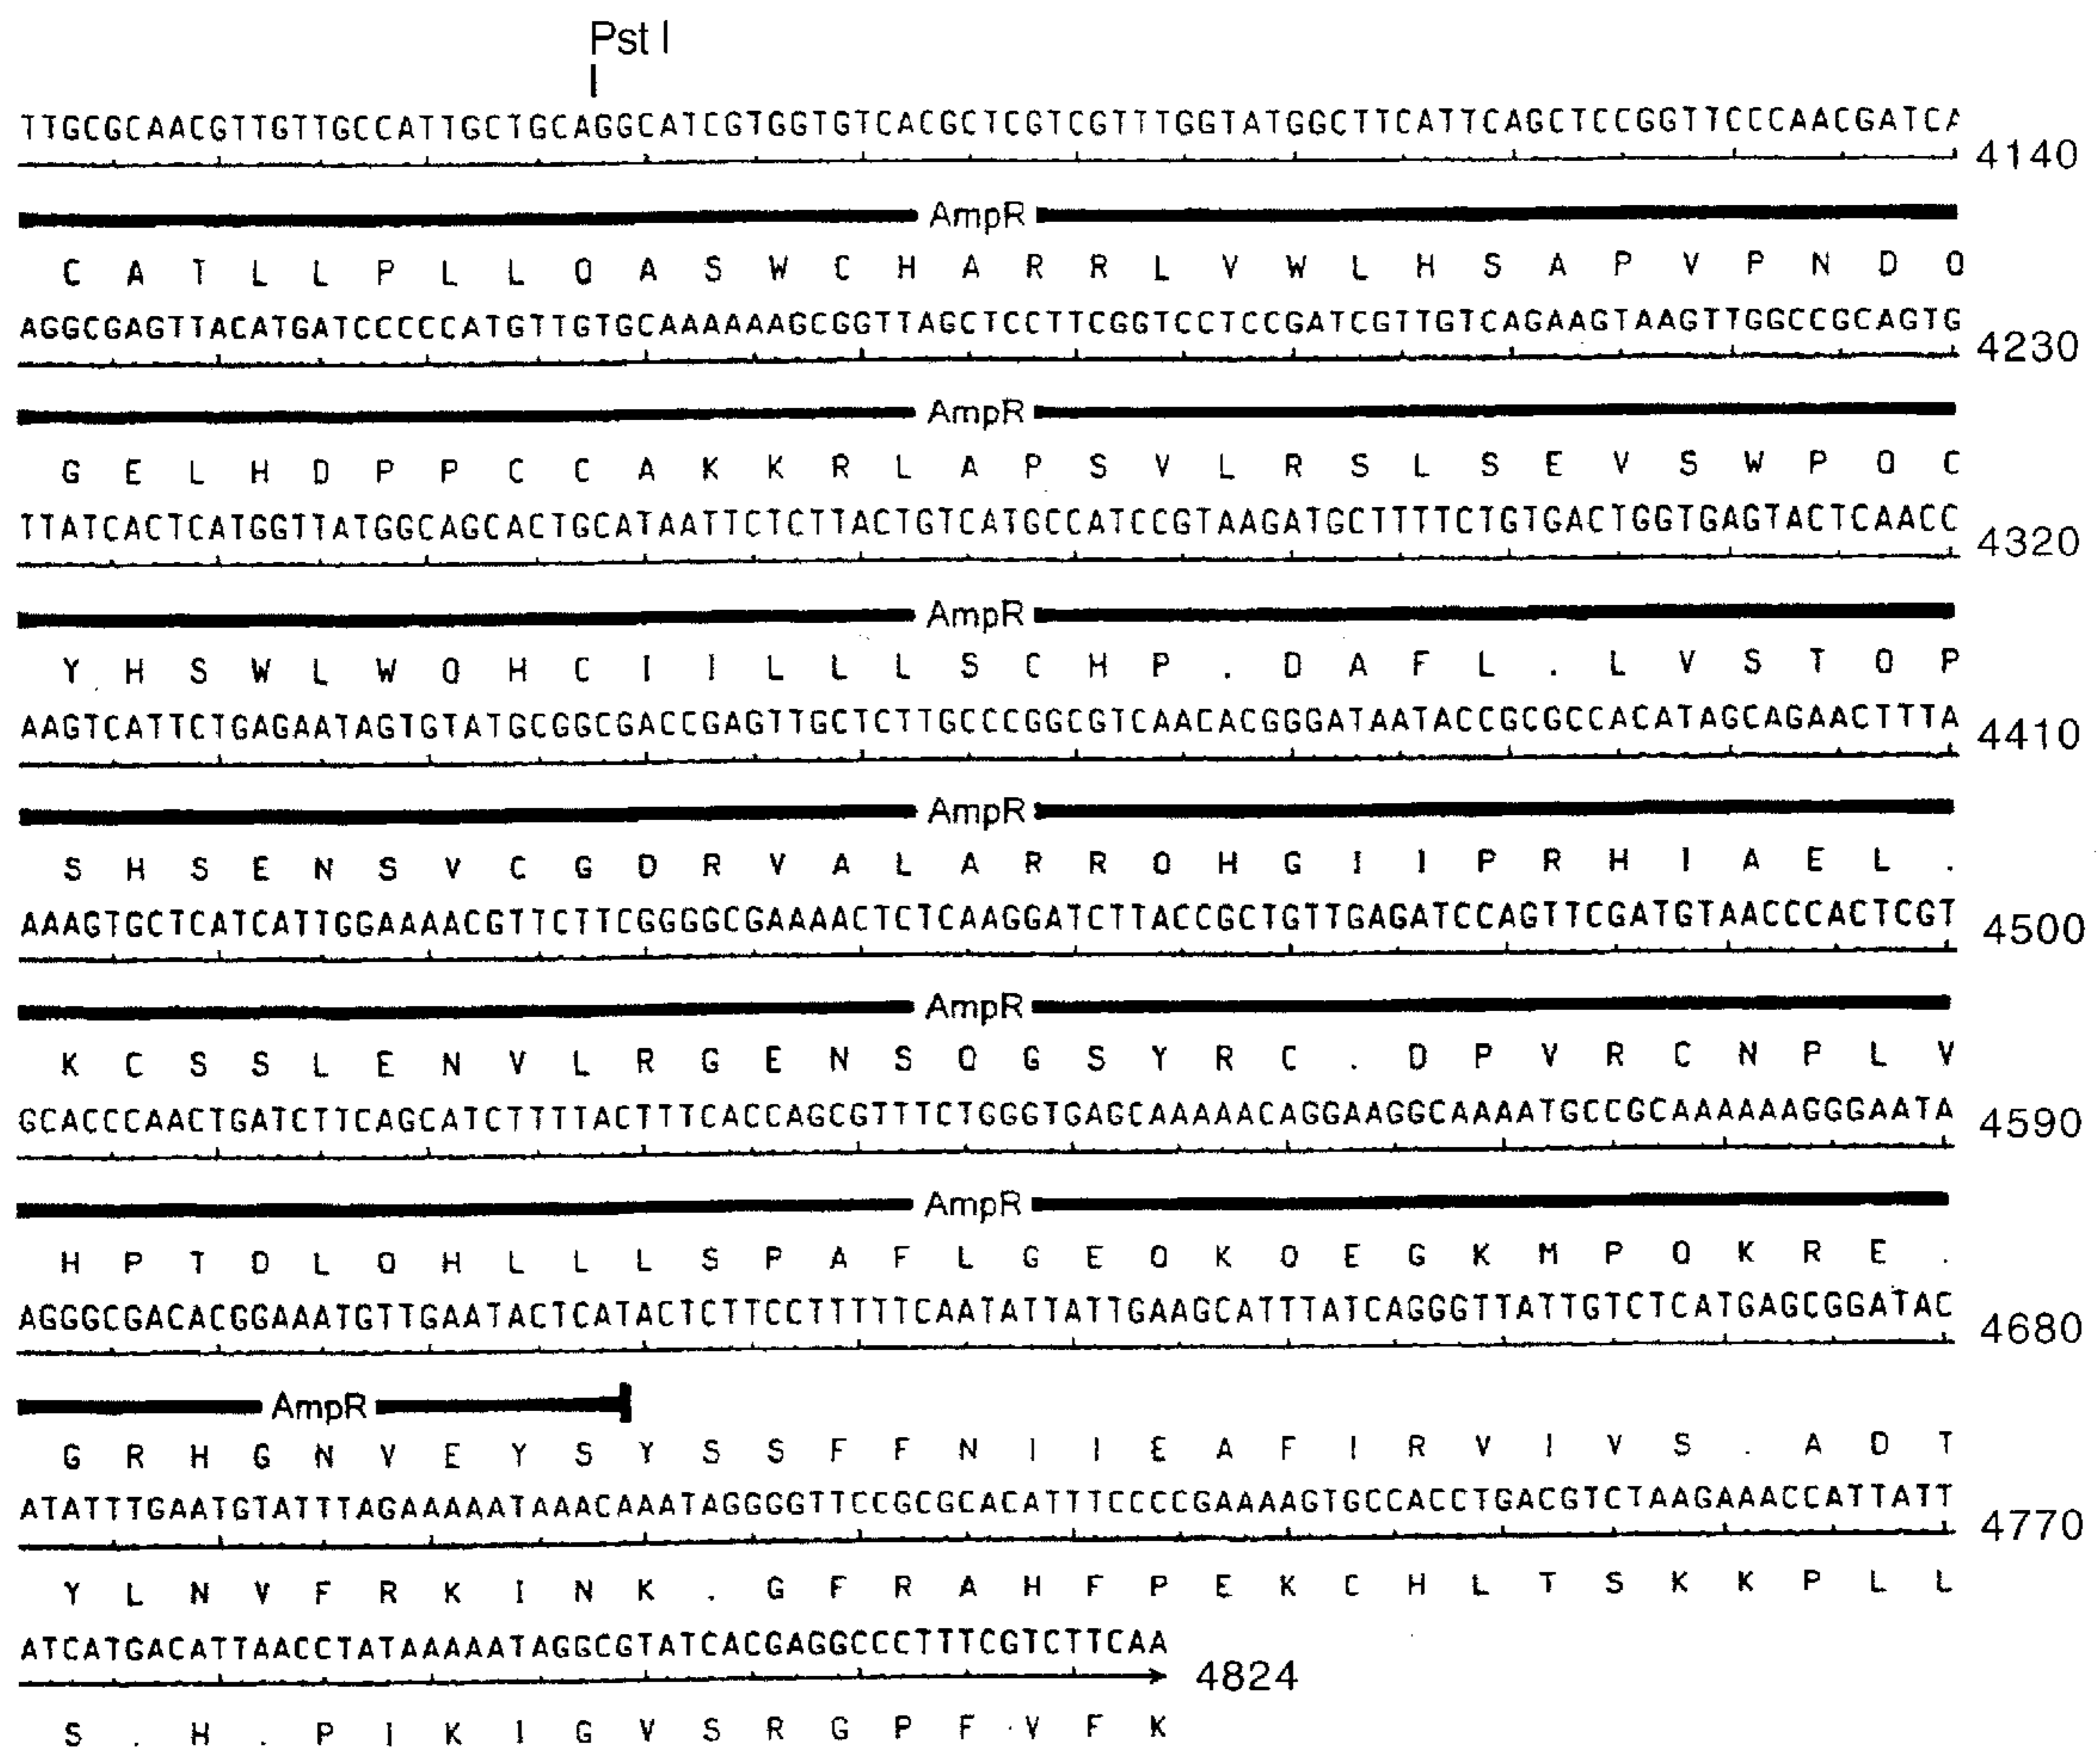 Pst I
TTGCGCAACGTTGTTGCCATTGCTGCAGGCATCGTGGTGTCACGCTCGTCGTTTGGTATGGCTTCATTCAGCTCCGGTTCCCAACGATCA 4140
AmpR
C A T L L P L L O A S W C H A R R L V W L H S A P V P N D O
AGGCGAGTTACATGATCCCCCATGTTGTGCAAAAAAGCGGTTAGCTCCTTCGGTCCTCCGATCGTTGTCAGAAGTAAGTTGGCCGCAGTG 4230
AmpR
G E L H D P P C C A K K R L A P S V L R S L S E V S W P O C
TTATCACTCATGGTTATGGCAGCACTGCATAATTCTCTTACTGTCATGCCATCCGTAAGATGCTTTTCTGTGACTGGTGAGTACTCAACC 4320
AmpR
Y H S W L W O H C I I L L L S C H P . D A F L . L V S T O P
AAGTCATTCTGAGAATAGTGTATGCGGCGACCGAGTTGCTCTTGCCCGGCGTCAACACGGGATAATACCGCGCCACATAGCAGAACTTTA 4410
AmpR
S H S E N S V C G D R V A L A R R O H G I I P R H I A E L .
AAAGTGCTCATCATTGGAAAACGTTCTTCGGGGCGAAAACTCTCAAGGATCTTACCGCTGTTGAGATCCAGTTCGATGTAACCCACTCGT 4500
AmpR
K C S S L E N V L R G E N S O G S Y R C . D P V R C N P L V
GCACCCAACTGATCTTCAGCATCTTTTACTTTCACCAGCGTTTCTGGGTGAGCAAAAACAGGAAGGCAAAATGCCGCAAAAAAGGGAATA 4590
AmpR
H P T D L O H L L L S P A F L G E O K O E G K M P O K R E .
AGGGCGACACGGAAATGTTGAATACTCATACTCTTCCTTTTTCAATATTATTGAAGCATTTATCAGGGTTATTGTCTCATGAGCGGATAC 4680
AmpR
G R H G N V E Y S Y S S F F N I I E A F I R V I V S . A D T
ATATTTGAATGTATTTAGAAAAATAAACAAATAGGGGTTCCGCGCACATTTCCCCGAAAAGTGCCACCTGACGTCTAAGAAACCATTATT 4770
Y L N V F R K I N K . G F R A H F P E K C H L T S K K P L L
ATCATGACATTAACCTATAAAAATAGGCGTATCACGAGGCCCTTTCGTCTTCAA 4824
S . H . P I K I G V S R G P F V F K